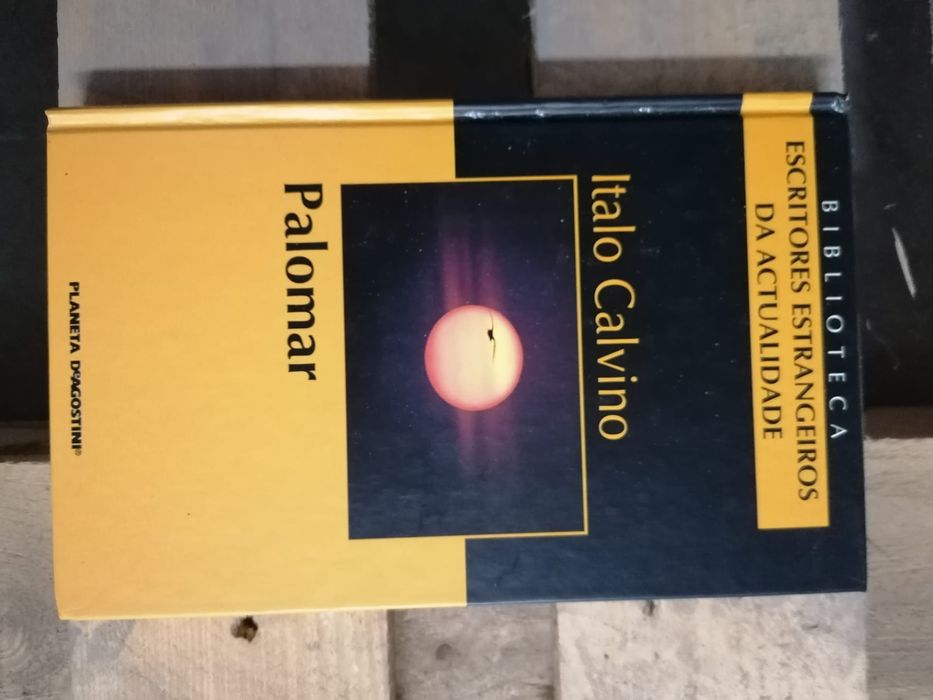 BIBLIOTECA
ESCRITORES ESTRANGEIROS
DA ACTUALIDADE
Italo Calvino
Palomar
PLANETA DeAGOSTINI®